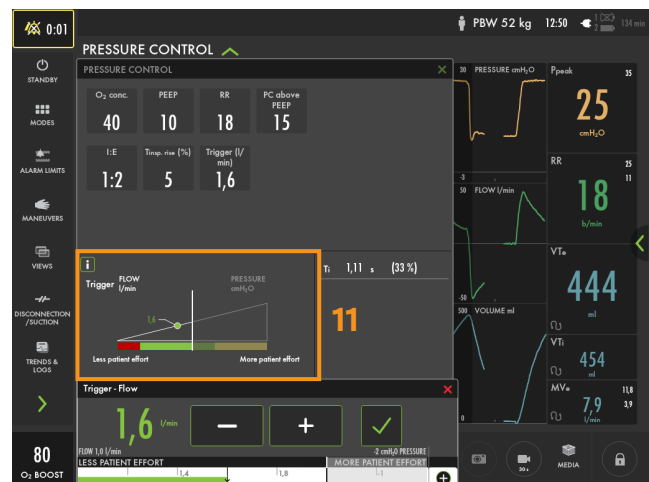 0:01
PBW 52 kg 12:50 1 2 134 min
PRESSURE CONTROL
STANDBY
MODES
ALARM LIMITS
MANEUVERS
VIEWS
DISCONNECTION
/SUCTION
TRENDS &
LOGS
80
O₂ BOOST
PRESSURE CONTROL
O₂ conc. PEEP RR PC above
PEEP
40 10 18 15
I:E Tinsp. rise (%) Trigger (l/
min)
1:2 5 1,6
i
Trigger FLOW
l/min
PRESSURE
cmH₂O
1,6
Less patient effort More patient effort
Ti 1,11 s (33 %)
11
Trigger - Flow
1,6 l/min
FLOW 1,0 l/min -2 cmH₂O PRESSURE
LESS PATIENT EFFORT MORE PATIENT EFFORT
1,4 1,8 -1
30 PRESSURE cmH₂O
-3
50 FLOW l/min
-50
500 VOLUME ml
0
Ppeak 35
25
cmH₂O
RR 25
11
18
b/min
VTe
444
ml
VTi
454
ml
MVe 11,8
3,9
7,9
l/min
30 s
MEDIA